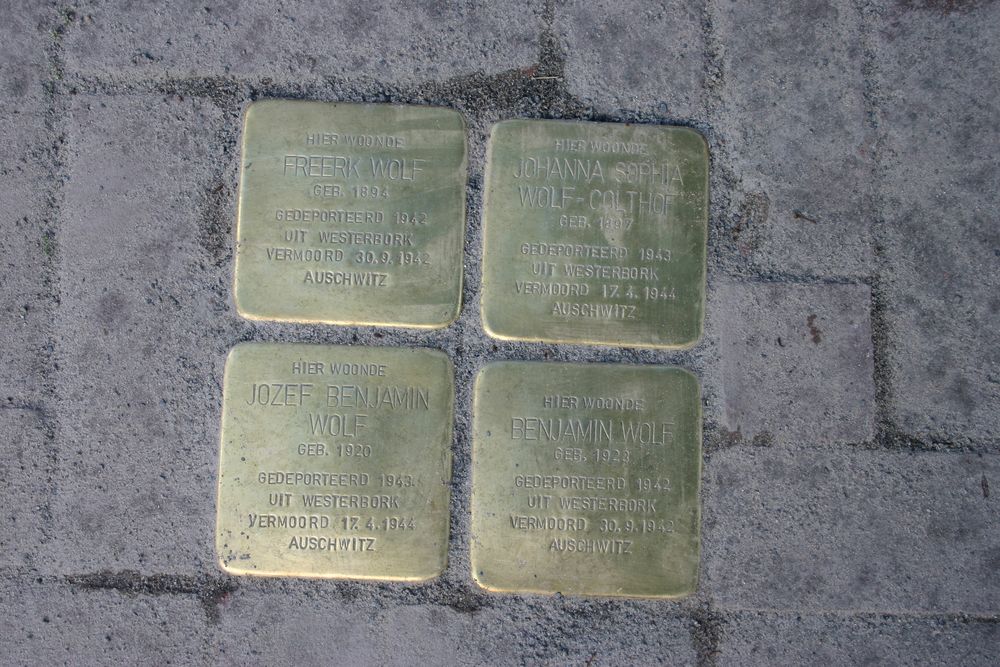 HIER WOONDE
FREERK WOLF
GEB. 1894
GEDEPORTEERD 1942
UIT WESTERBORK
VERMOORD 30.9.1942
AUSCHWITZ
HIER WOONDE
JOHANNA SOPHIA
WOLF-COLTHOF
GEB. 1897
GEDEPORTEERD 1943
UIT WESTERBORK
VERMOORD 17.4.1944
AUSCHWITZ
HIER WOONDE
JOZEF BENJAMIN
WOLF
GEB. 1920
GEDEPORTEERD 1943
UIT WESTERBORK
VERMOORD 17.4.1944
AUSCHWITZ
HIER WOONDE
BENJAMIN WOLF
GEB. 1923
GEDEPORTEERD 1942
UIT WESTERBORK
VERMOORD 30.9.1942
AUSCHWITZ